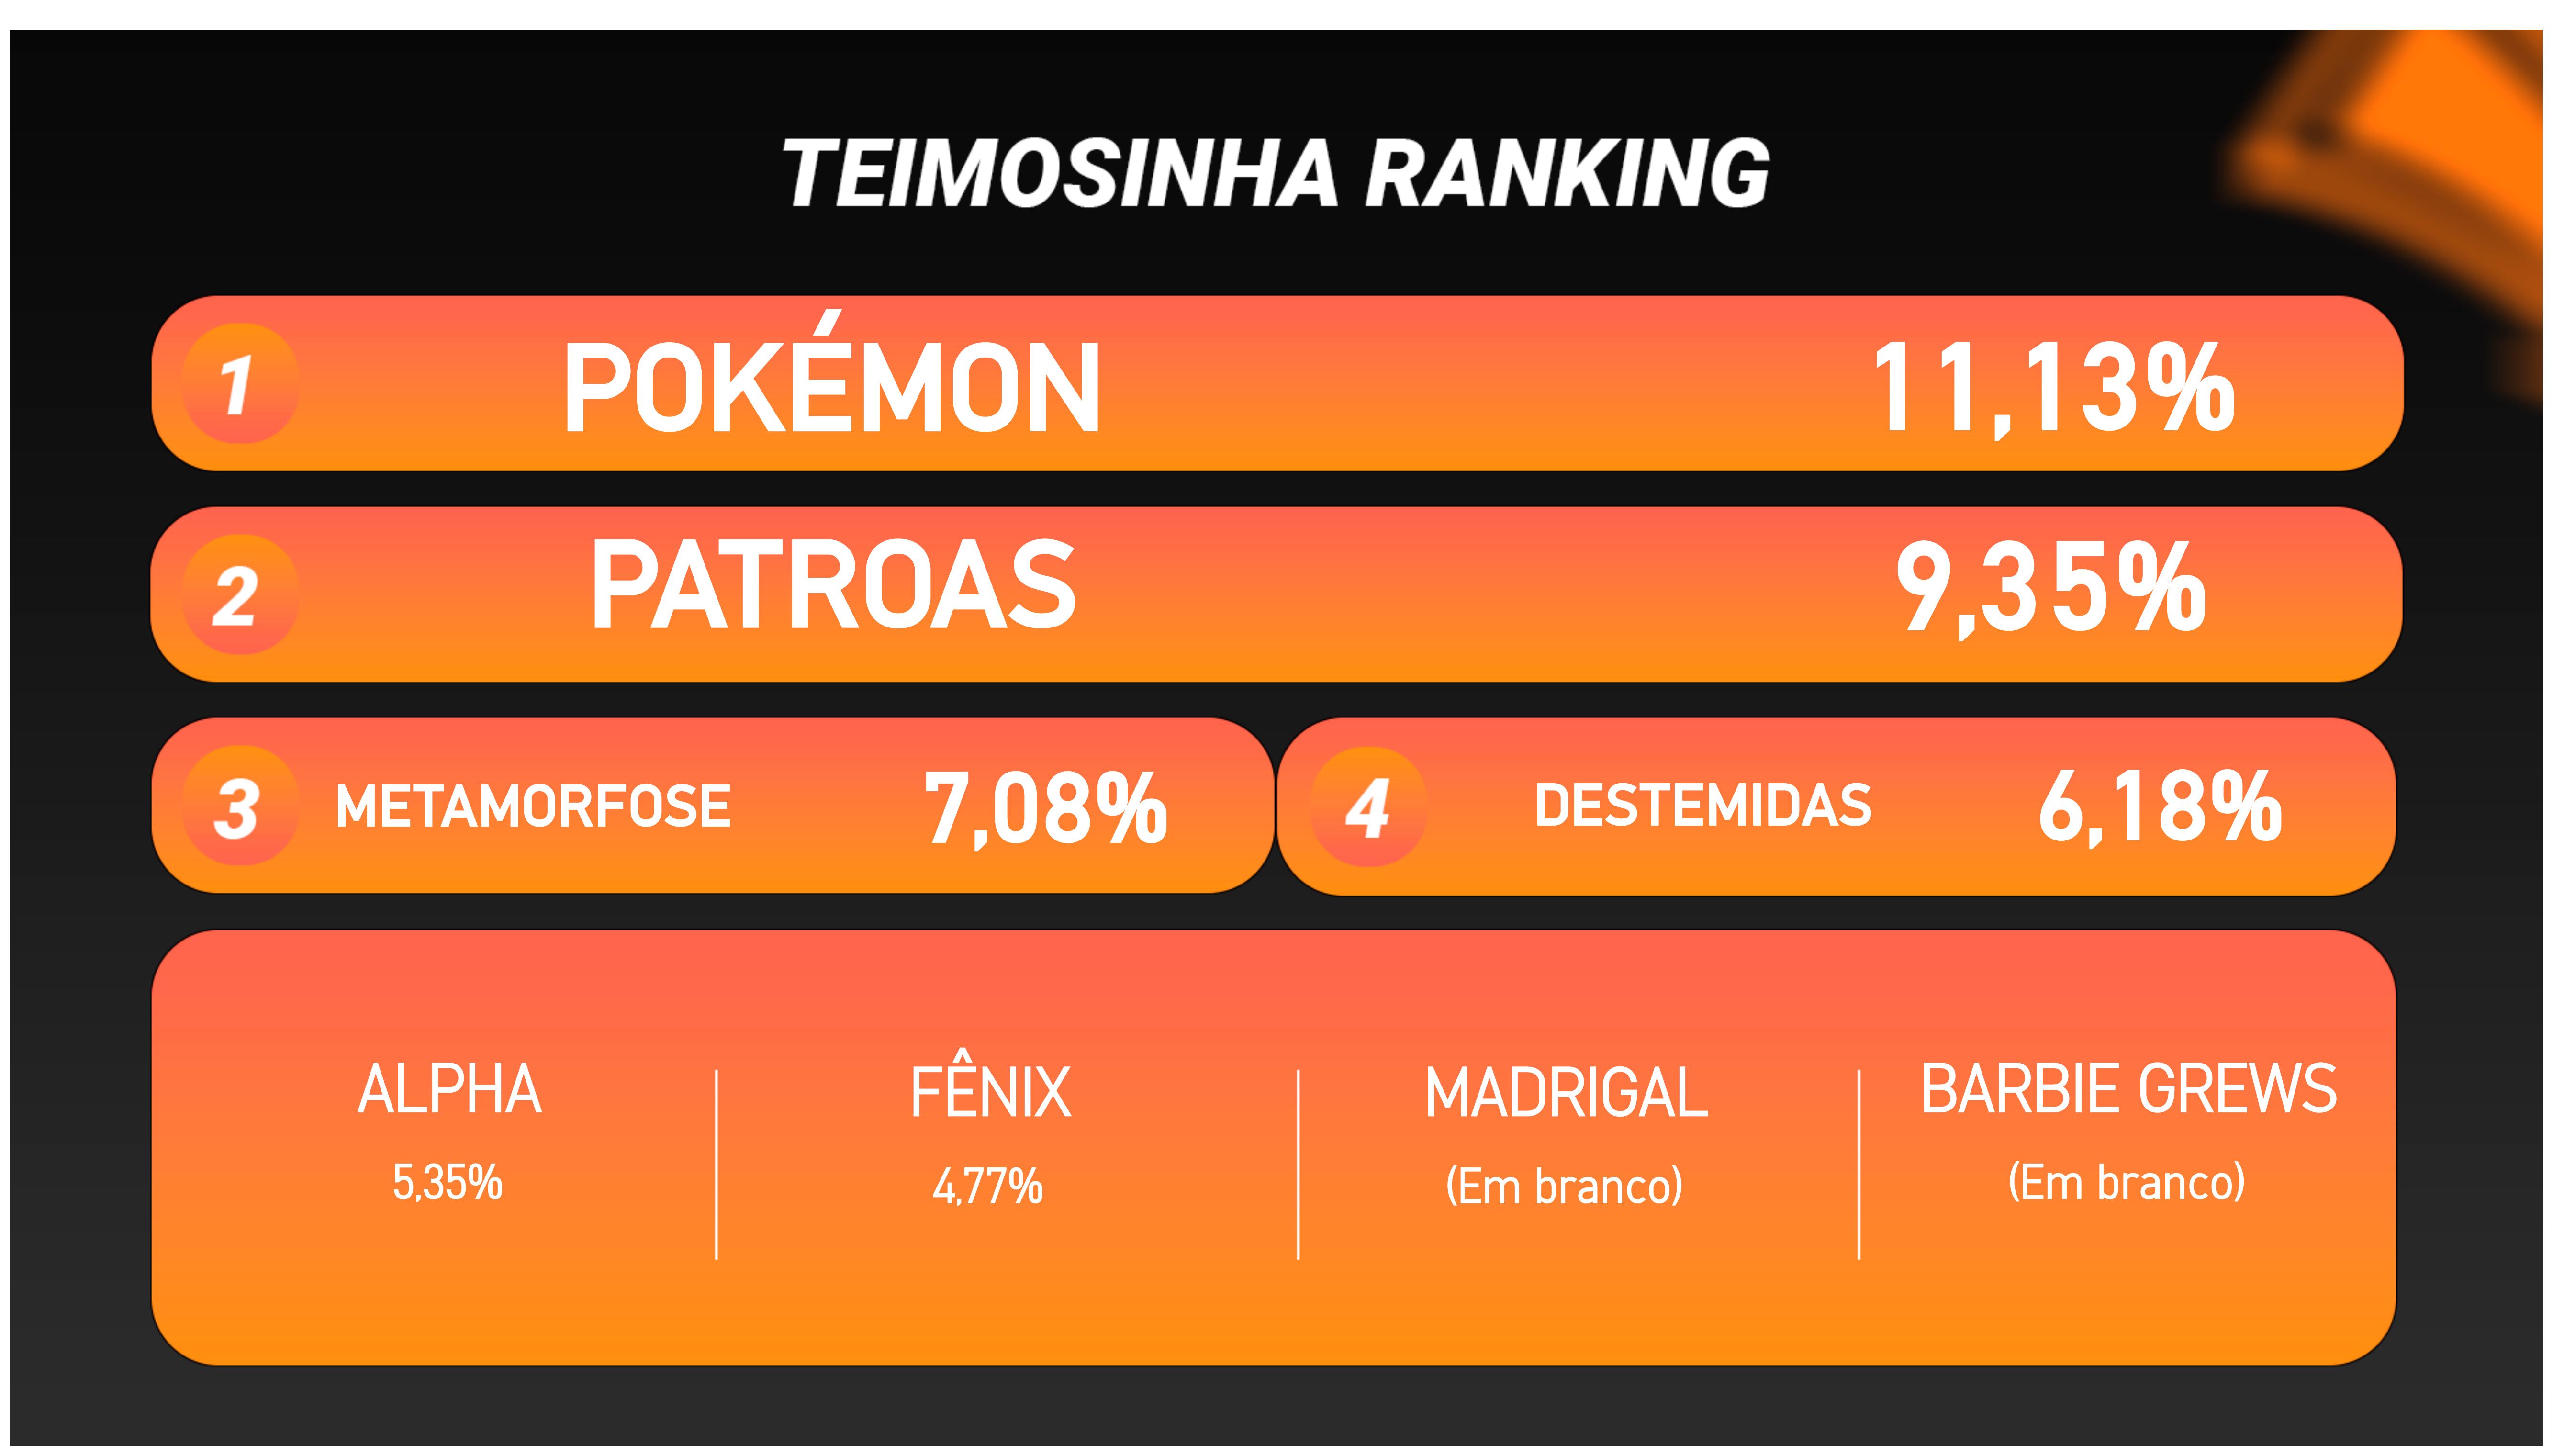 TEIMOSINHA RANKING
1 POKÉMON 11,13%
2 PATROAS 9,35%
3 METAMORFOSE 7,08%
4 DESTEMIDAS 6,18%
ALPHA
5,35%
FÊNIX
4,77%
MADRIGAL
(Em branco)
BARBIE GREWS
(Em branco)